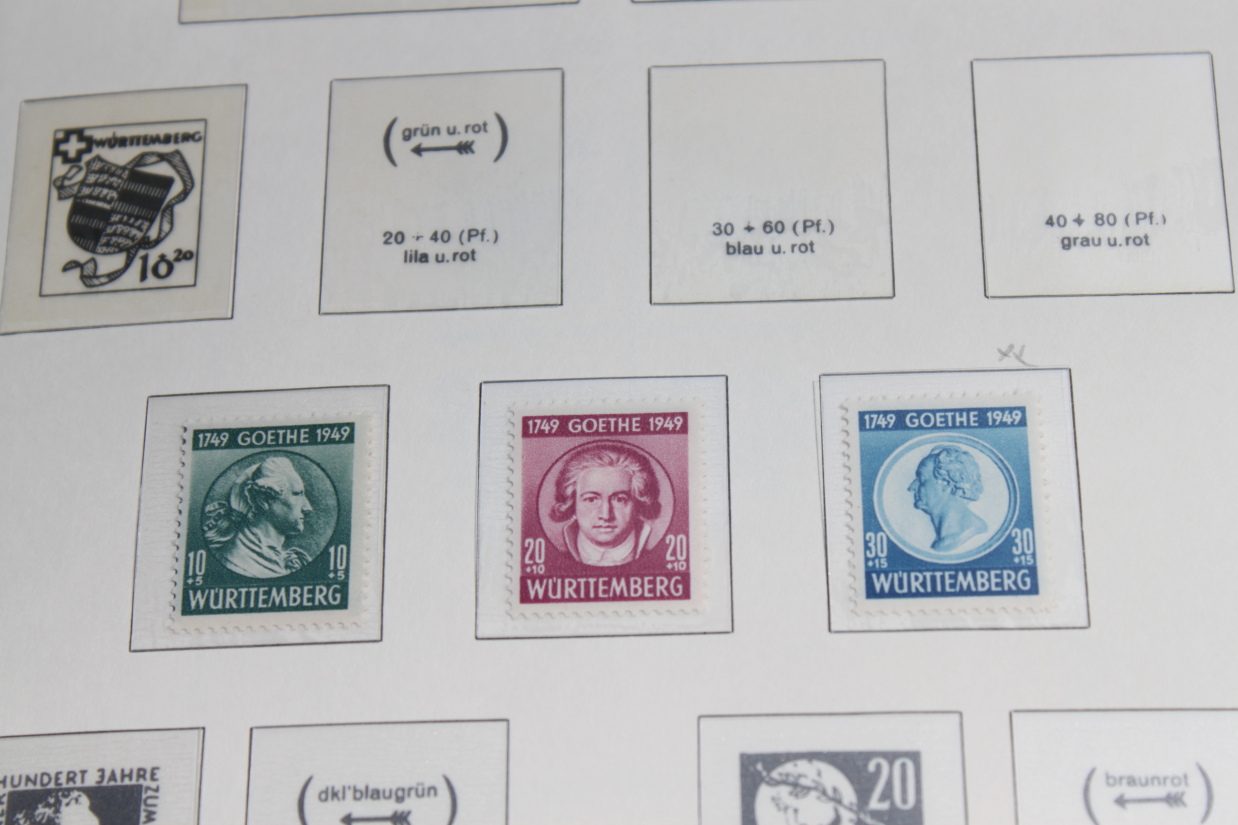 WÜRTTEMBERG
16 20
(grün u. rot)
20 + 40 (Pf.)
lila u. rot
30 + 60 (Pf.)
blau u. rot
40 + 80 (Pf.)
grau u. rot
xx
1749 GOETHE 1949
10 +5 10 +5
WÜRTTEMBERG
1749 GOETHE 1949
20 +10 20 +10
WÜRTTEMBERG
1749 GOETHE 1949
30 +15 30 +15
WÜRTTEMBERG
HUNDERT JAHRE
(dkl'blaugrün)
20
(braunrot)